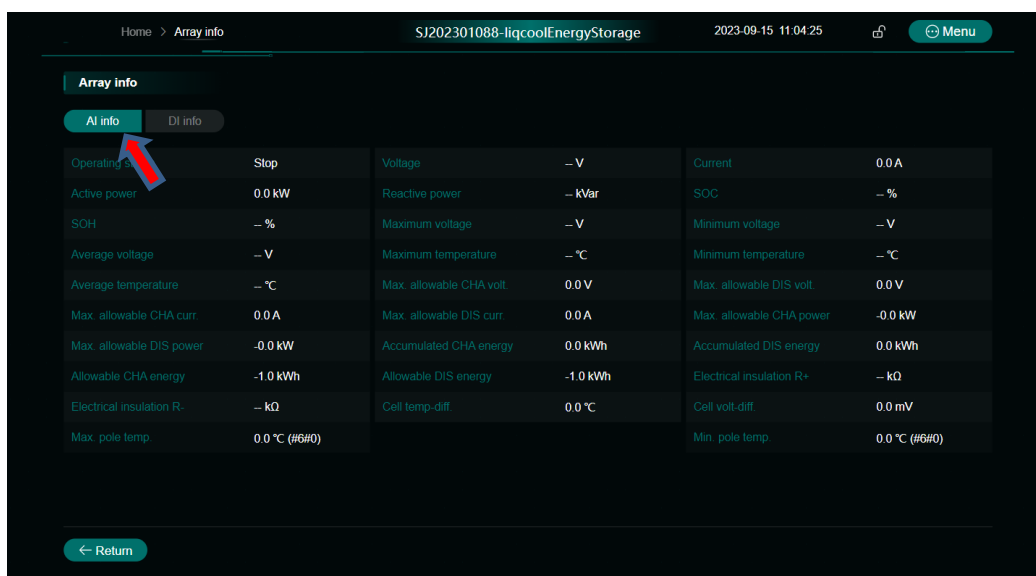 Home > Array info SJ202301088-liqcoolEnergyStorage 2023-09-15 11:04:25 Menu
Array info
AI info DI info
Operating Stop Voltage -- V Current 0.0 A
Active power 0.0 kW Reactive power -- kVar SOC -- %
SOH -- % Maximum voltage -- V Minimum voltage -- V
Average voltage -- V Maximum temperature -- ℃ Minimum temperature -- ℃
Average temperature -- ℃ Max. allowable CHA volt. 0.0 V Max. allowable DIS volt. 0.0 V
Max. allowable CHA curr. 0.0 A Max. allowable DIS curr. 0.0 A Max. allowable CHA power -0.0 kW
Max. allowable DIS power -0.0 kW Accumulated CHA energy 0.0 kWh Accumulated DIS energy 0.0 kWh
Allowable CHA energy -1.0 kWh Allowable DIS energy -1.0 kWh Electrical insulation R+ -- kΩ
Electrical insulation R- -- kΩ Cell temp-diff. 0.0 ℃ Cell volt-diff. 0.0 mV
Max. pole temp. 0.0 ℃ (#6#0) Min. pole temp. 0.0 ℃ (#6#0)
← Return